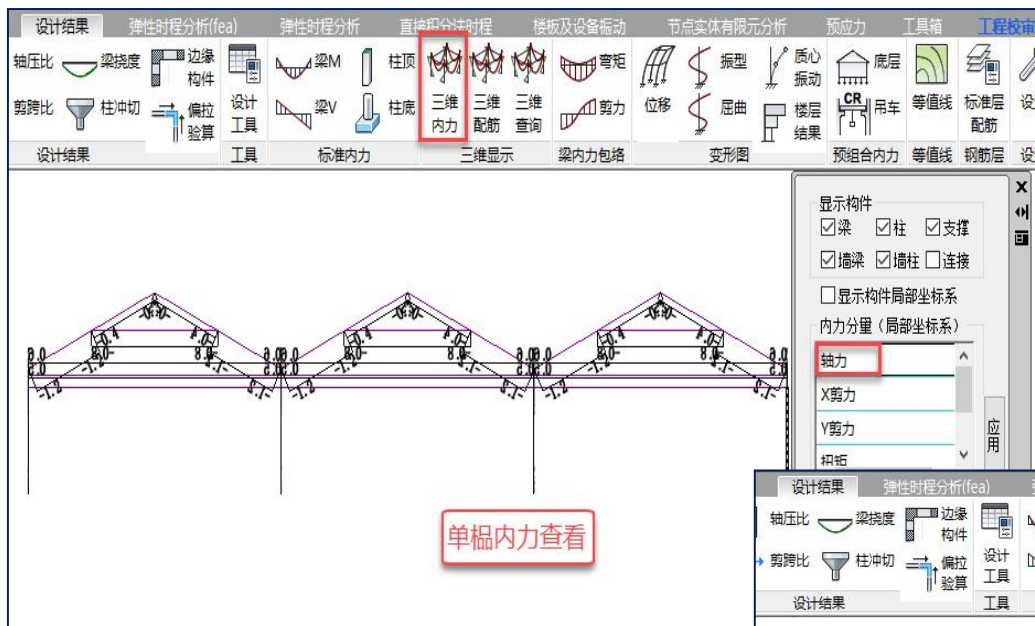 设计结果 弹性时程分析(fea) 弹性时程分析 直接积分法时程 楼板及设备振动 节点实体有限元分析 预应力 工具箱 工程校审
轴压比 梁挠度 边缘构件 设计工具 梁M 柱顶 三维内力 三维配筋 三维查询 弯矩 位移 振型 质心振动 底层 等值线 标准层配筋
剪跨比 柱冲切 偏拉验算 梁V 柱底 剪力 屈曲 楼层结果 CR 吊车
设计结果 工具 标准内力 三维显示 梁内力包络 变形图 预组合内力 等值线 钢筋层
显示构件
梁 柱 支撑
墙梁 墙柱 连接
显示构件局部坐标系
内力分量(局部坐标系)
轴力
X剪力
Y剪力
扭矩
应用
单榀内力查看
设计结果 弹性时程分析(fea)
轴压比 梁挠度 边缘构件 设计工具
剪跨比 柱冲切 偏拉验算
设计结果 工具